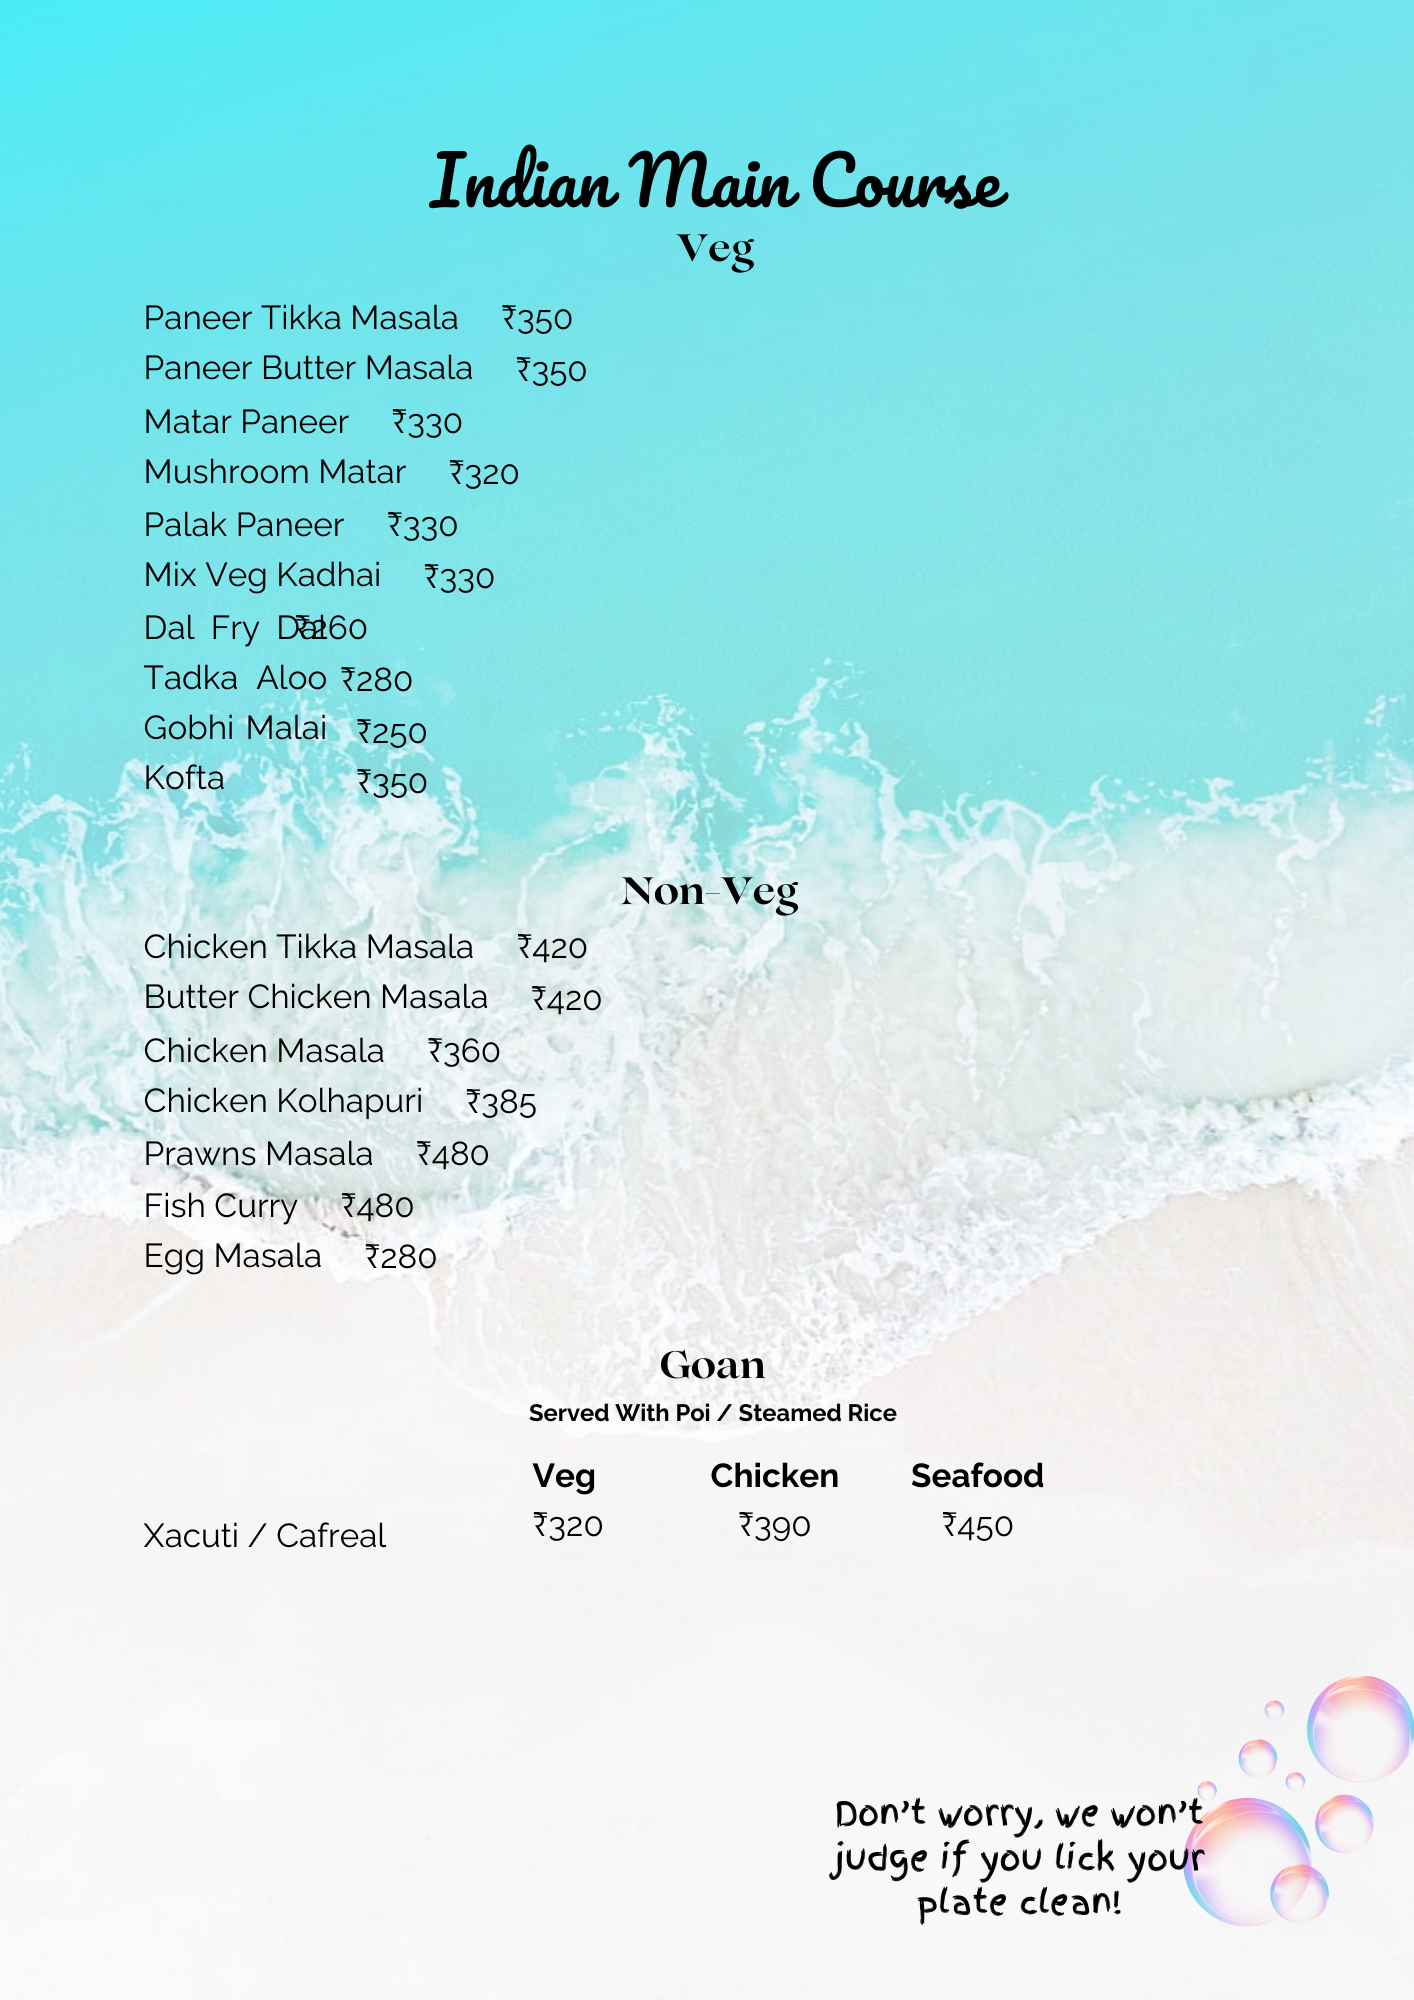 Indian Main Course
Veg
Paneer Tikka Masala ₹350
Paneer Butter Masala ₹350
Matar Paneer ₹330
Mushroom Matar ₹320
Palak Paneer ₹330
Mix Veg Kadhai ₹330
Dal Fry Dal ₹260
Tadka Aloo ₹280
Gobhi Malai ₹250
Kofta ₹350
Non-Veg
Chicken Tikka Masala ₹420
Butter Chicken Masala ₹420
Chicken Masala ₹360
Chicken Kolhapuri ₹385
Prawns Masala ₹480
Fish Curry ₹480
Egg Masala ₹280
Goan
Served With Poi / Steamed Rice
Veg Chicken Seafood
Xacuti / Cafreal ₹320 ₹390 ₹450
Don't worry, we won't
judge if you lick your
plate clean!